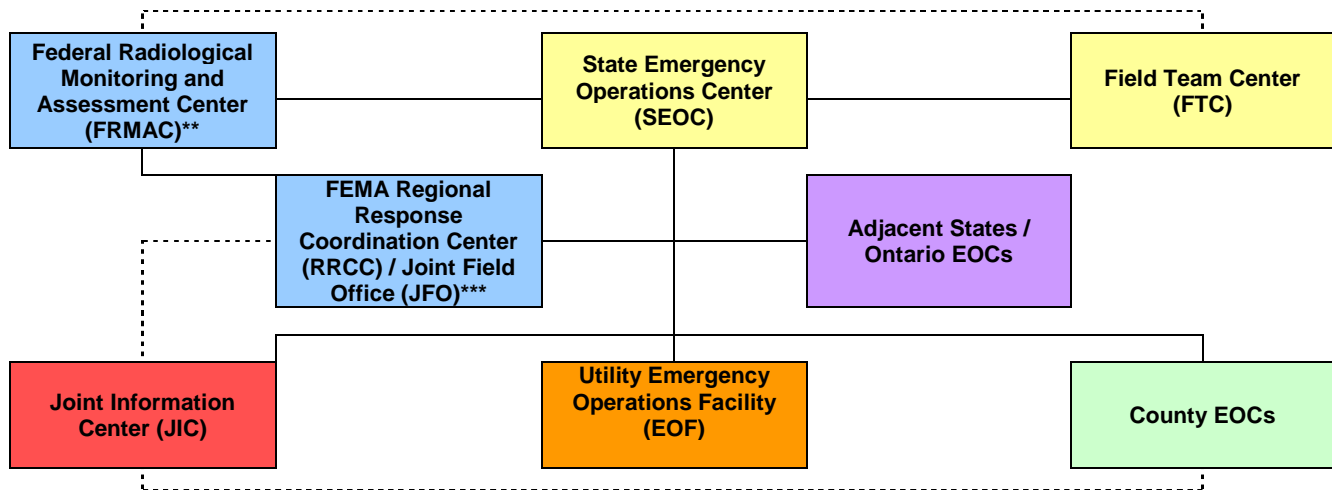 Federal Radiological
Monitoring and
Assessment Center
(FRMAC)**
State Emergency
Operations Center
(SEOC)
Field Team Center
(FTC)
FEMA Regional
Response
Coordination Center
(RRCC) / Joint Field
Office (JFO)***
Adjacent States /
Ontario EOCs
Joint Information
Center (JIC)
Utility Emergency
Operations Facility
(EOF)
County EOCs